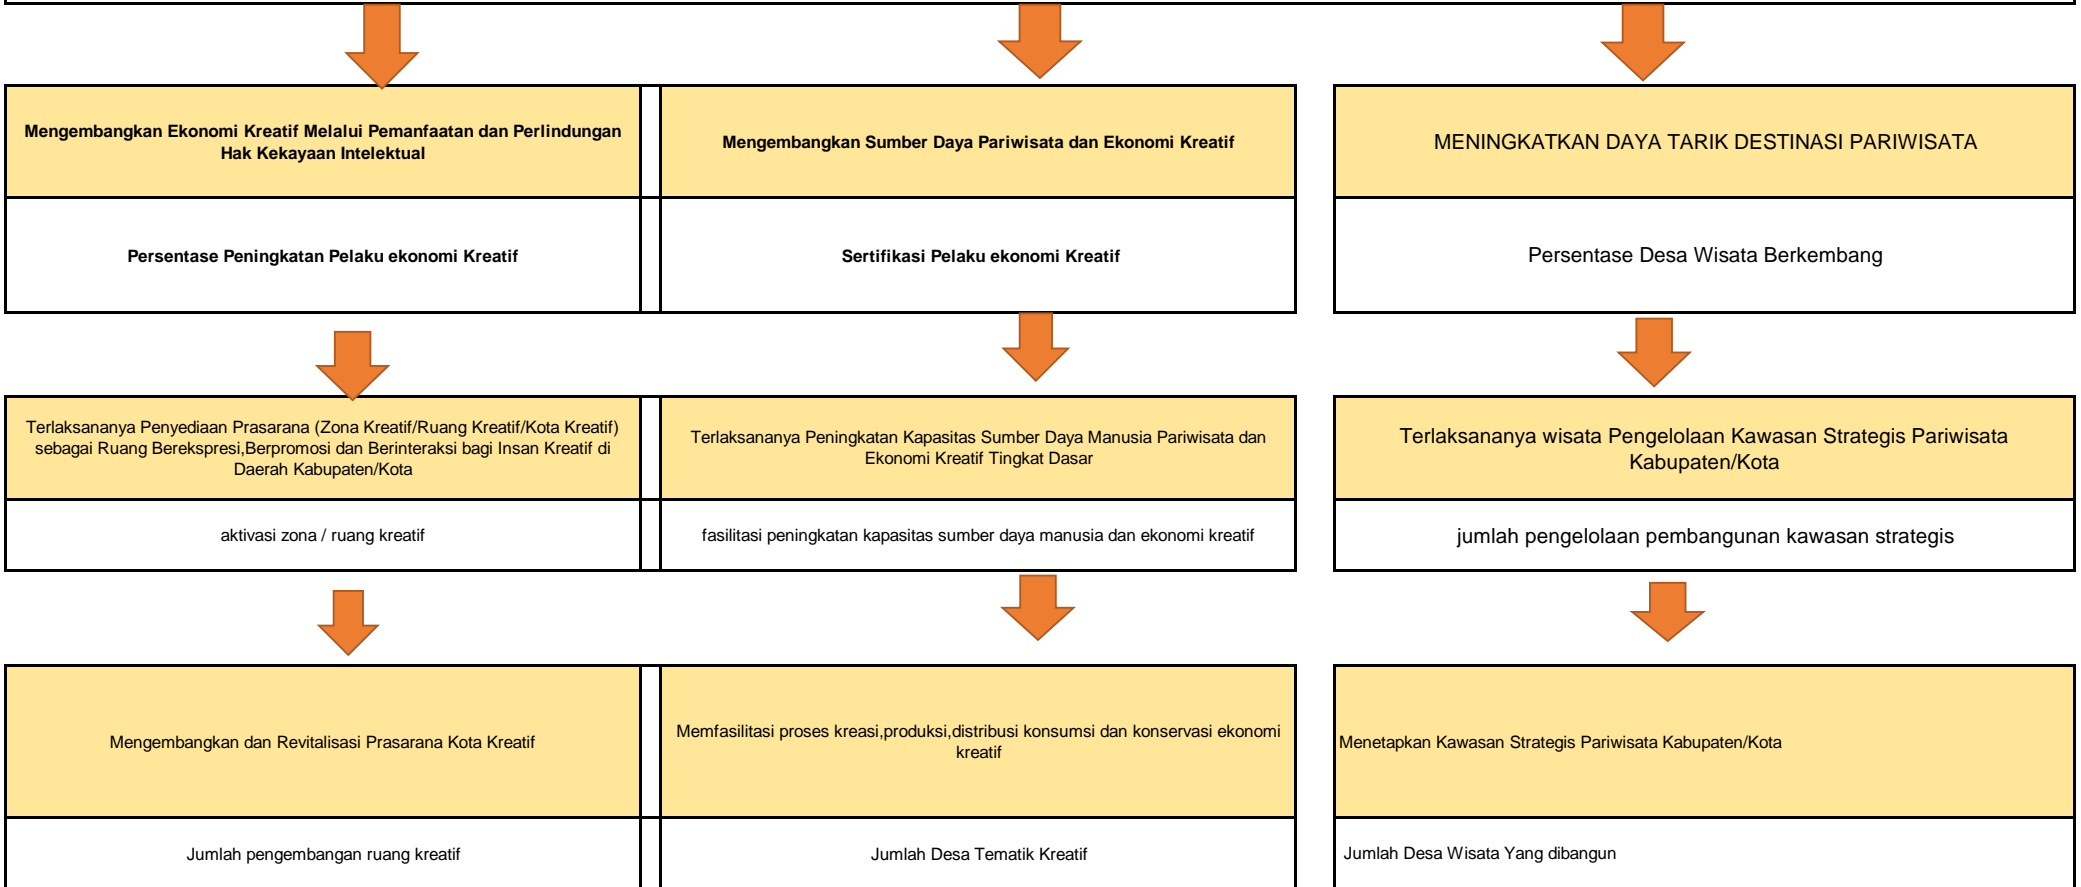 Mengembangkan Ekonomi Kreatif Melalui Pemanfaatan dan Perlindungan
Hak Kekayaan Intelektual
Mengembangkan Sumber Daya Pariwisata dan Ekonomi Kreatif
MENINGKATKAN DAYA TARIK DESTINASI PARIWISATA
Persentase Peningkatan Pelaku ekonomi Kreatif
Sertifikasi Pelaku ekonomi Kreatif
Persentase Desa Wisata Berkembang
Terlaksananya Penyediaan Prasarana (Zona Kreatif/Ruang Kreatif/Kota Kreatif)
sebagai Ruang Berekspresi,Berpromosi dan Berinteraksi bagi Insan Kreatif di
Daerah Kabupaten/Kota
Terlaksananya Peningkatan Kapasitas Sumber Daya Manusia Pariwisata dan
Ekonomi Kreatif Tingkat Dasar
Terlaksananya wisata Pengelolaan Kawasan Strategis Pariwisata
Kabupaten/Kota
aktivasi zona / ruang kreatif
fasilitasi peningkatan kapasitas sumber daya manusia dan ekonomi kreatif
jumlah pengelolaan pembangunan kawasan strategis
Mengembangkan dan Revitalisasi Prasarana Kota Kreatif
Memfasilitasi proses kreasi,produksi,distribusi konsumsi dan konservasi ekonomi
kreatif
Menetapkan Kawasan Strategis Pariwisata Kabupaten/Kota
Jumlah pengembangan ruang kreatif
Jumlah Desa Tematik Kreatif
Jumlah Desa Wisata Yang dibangun